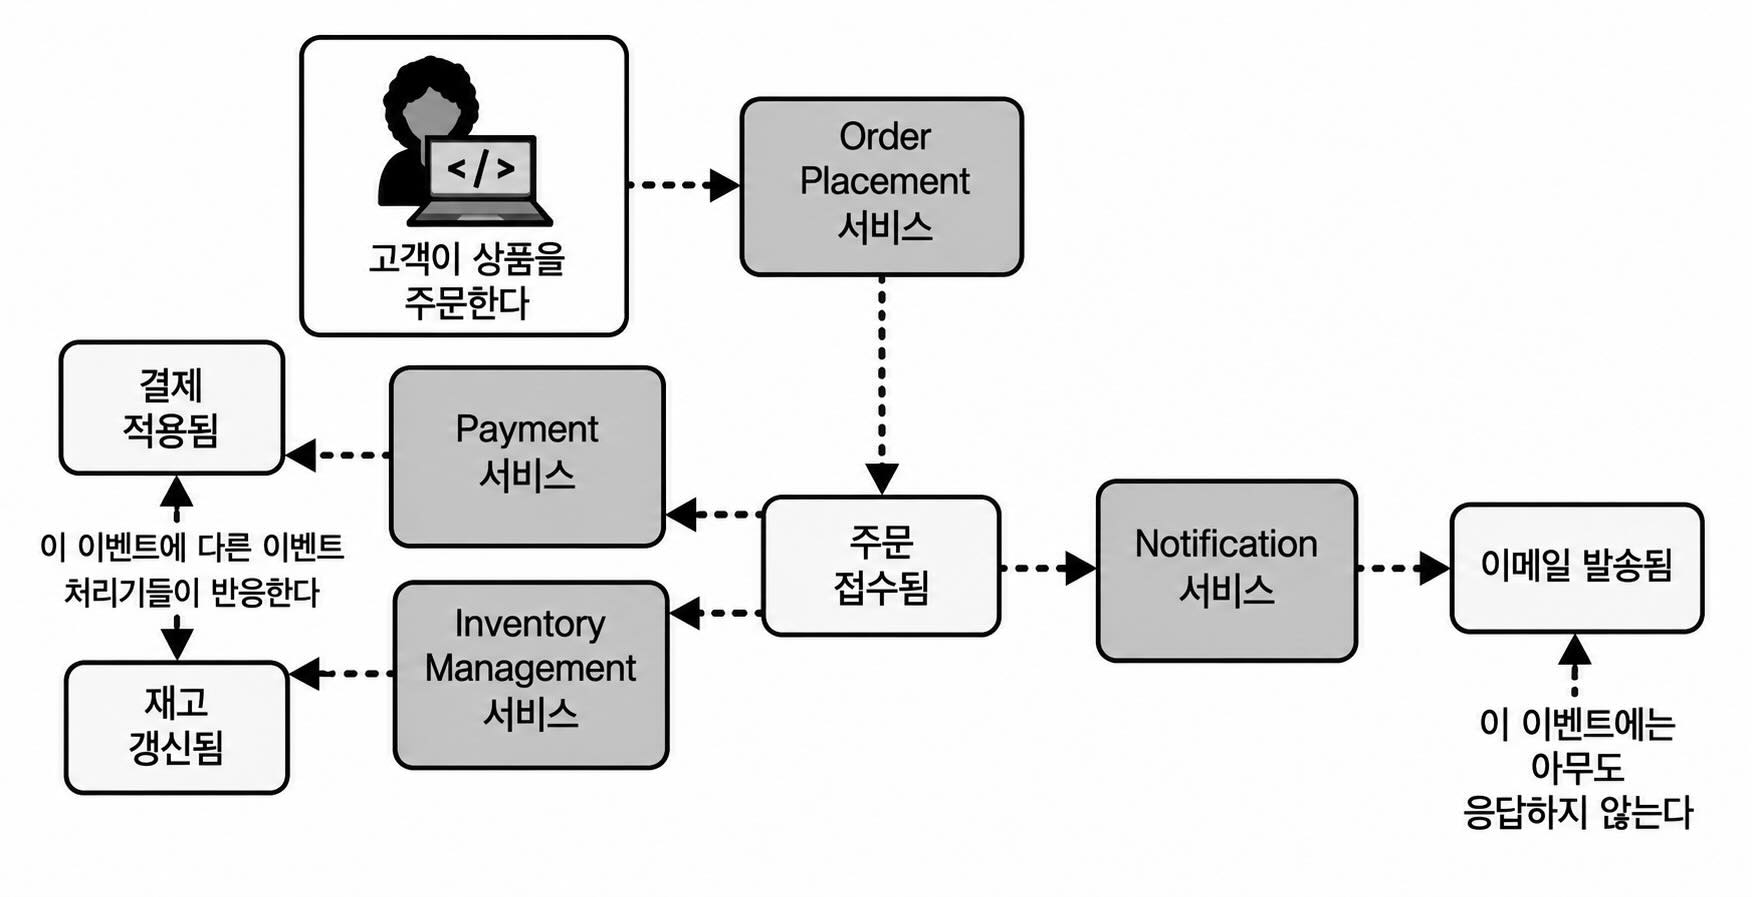 </>
고객이 상품을
주문한다
Order
Placement
서비스
결제
적용됨
Payment
서비스
이 이벤트에 다른 이벤트
처리기들이 반응한다
주문
접수됨
Notification
서비스
이메일 발송됨
Inventory
Management
서비스
재고
갱신됨
이 이벤트에는
아무도
응답하지 않는다